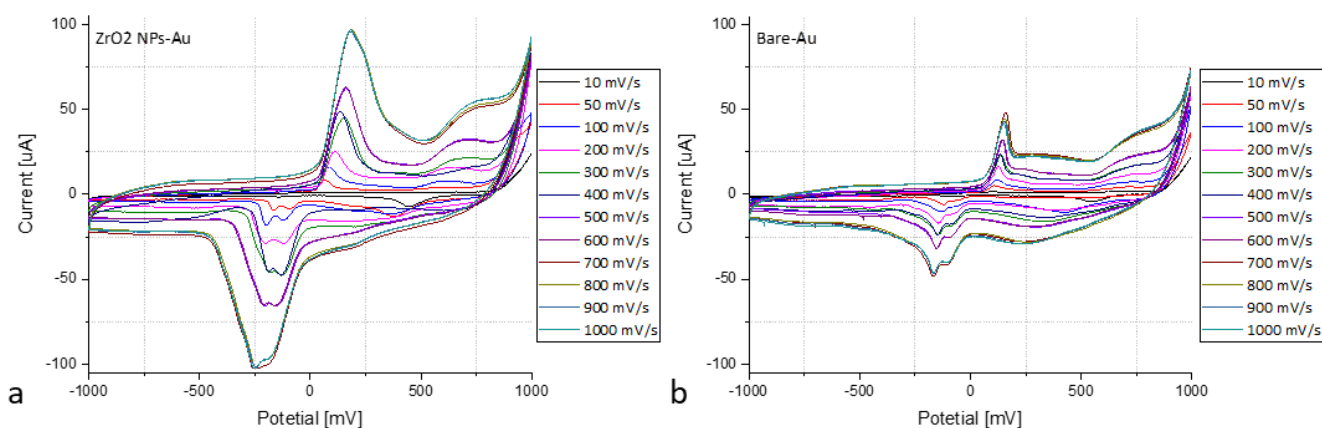 100
50
0
-50
-100
Current [uA]
ZrO2 NPs-Au
-1000 -500 0 500 1000
Potetial [mV]
10 mV/s
50 mV/s
100 mV/s
200 mV/s
300 mV/s
400 mV/s
500 mV/s
600 mV/s
700 mV/s
800 mV/s
900 mV/s
1000 mV/s
a
100
50
0
-50
-100
Current [uA]
Bare-Au
-1000 -500 0 500 1000
Potetial [mV]
10 mV/s
50 mV/s
100 mV/s
200 mV/s
300 mV/s
400 mV/s
500 mV/s
600 mV/s
700 mV/s
800 mV/s
900 mV/s
1000 mV/s
b